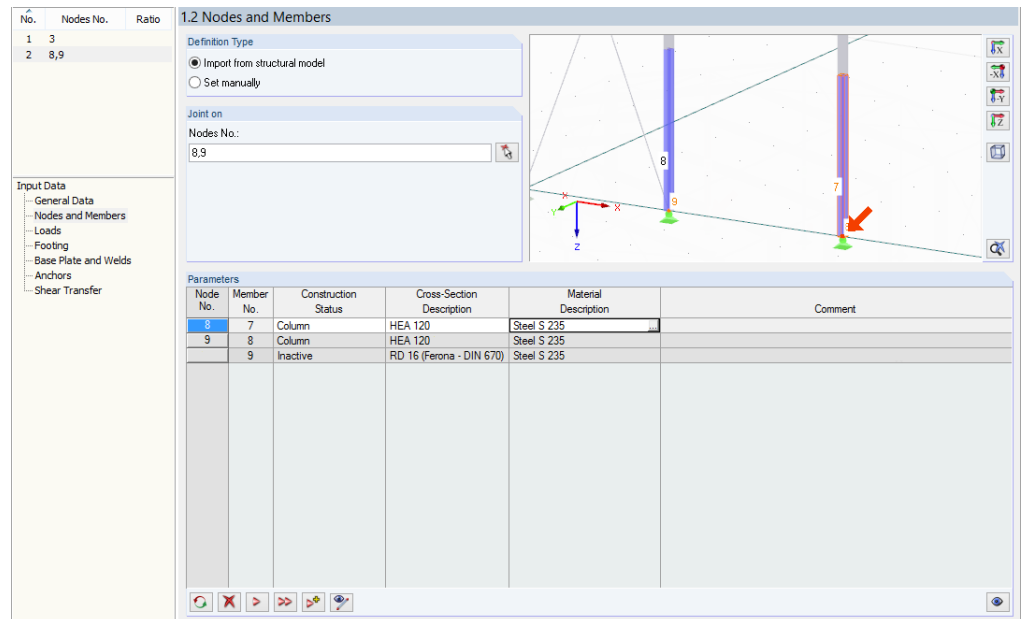 No. Nodes No. Ratio
1 3
2 8,9
Input Data
General Data
Nodes and Members
Loads
Footing
Base Plate and Welds
Anchors
Shear Transfer
1.2 Nodes and Members
Definition Type
Import from structural model
Set manually
Joint on
Nodes No.:
8,9
8
9
7
X
Y
X
Z
X
-X
-Y
Z
Parameters
Node Member Construction Cross-Section Material
No. No. Status Description Description Comment
8 7 Column HEA 120 Steel S 235 ...
9 8 Column HEA 120 Steel S 235
9 Inactive RD 16 (Ferona - DIN 670) Steel S 235